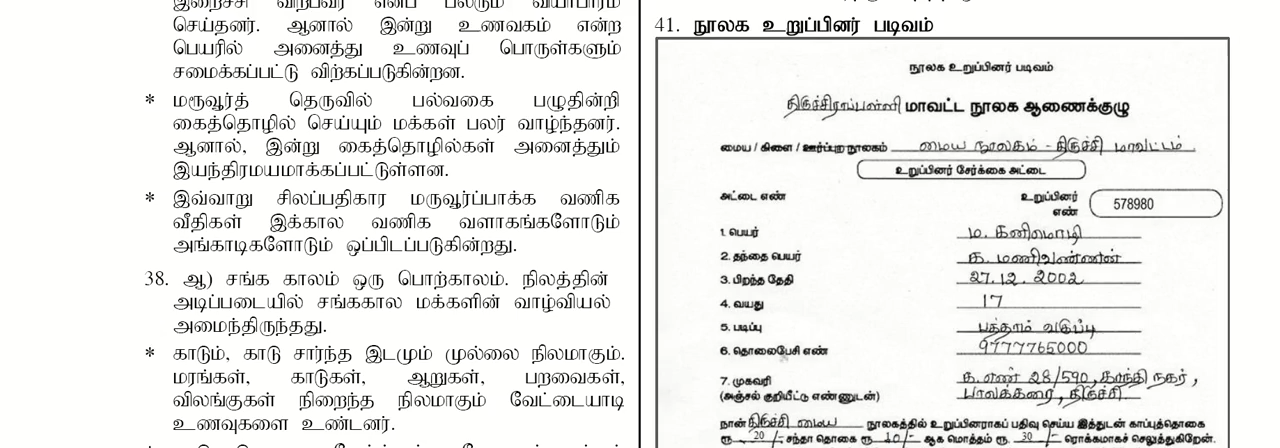 இறைச்சி விற்பவர் எனப் பலரும் வியாபாரம்
செய்தனர். ஆனால் இன்று உணவகம் என்ற
பெயரில் அனைத்து உணவுப் பொருள்களும்
சமைக்கப்பட்டு விற்கப்படுகின்றன.
* மருவூர்த் தெருவில் பல்வகை பழுதின்றி
கைத்தொழில் செய்யும் மக்கள் பலர் வாழ்ந்தனர்.
ஆனால், இன்று கைத்தொழில்கள் அனைத்தும்
இயந்திரமயமாக்கப்பட்டுள்ளன.
* இவ்வாறு சிலப்பதிகார மருவூர்ப்பாக்க வணிக
வீதிகள் இக்கால வணிக வளாகங்களோடும்
அங்காடிகளோடும் ஒப்பிடப்படுகின்றது.
38. ஆ) சங்க காலம் ஒரு பொற்காலம். நிலத்தின்
அடிப்படையில் சங்ககால மக்களின் வாழ்வியல்
அமைந்திருந்தது.
* காடும், காடு சார்ந்த இடமும் முல்லை நிலமாகும்.
மரங்கள், காடுகள், ஆறுகள், பறவைகள்,
விலங்குகள் நிறைந்த நிலமாகும் வேட்டையாடி
உணவுகளை உண்டனர்.
41. நூலக உறுப்பினர் படிவம்
நூலக உறுப்பினர் படிவம்
திருச்சிராப்பள்ளி மாவட்ட நூலக ஆணைக்குழு
மைய / கிளை / ஊர்ப்புற நூலகம் மைய நூலகம் - திருச்சி மாவட்டம்
உறுப்பினர் சேர்க்கை அட்டை
அட்டை எண் உறுப்பினர் எண் 578980
1. பெயர் ம. கனிமொழி
2. தந்தை பெயர் க. மணிவண்ணன்
3. பிறந்த தேதி 27.12.2002
4. வயது 17
5. படிப்பு பத்தாம் வகுப்பு
6. தொலைபேசி எண் 9777765000
7. முகவரி க.எண் 28/590, காந்தி நகர்,
(அஞ்சல் குறியீட்டு எண்ணுடன்) பாலக்கரை, திருச்சி
நான் திருச்சி மைய நூலகத்தில் உறுப்பினராகப் பதிவு செய்ய இத்துடன் காப்புத்தொகை
ரூ. 20/- சந்தா தொகை ரூ 10/- ஆக மொத்தம் ரூ. 30/- ரொக்கமாகச் செலுத்துகிறேன்.